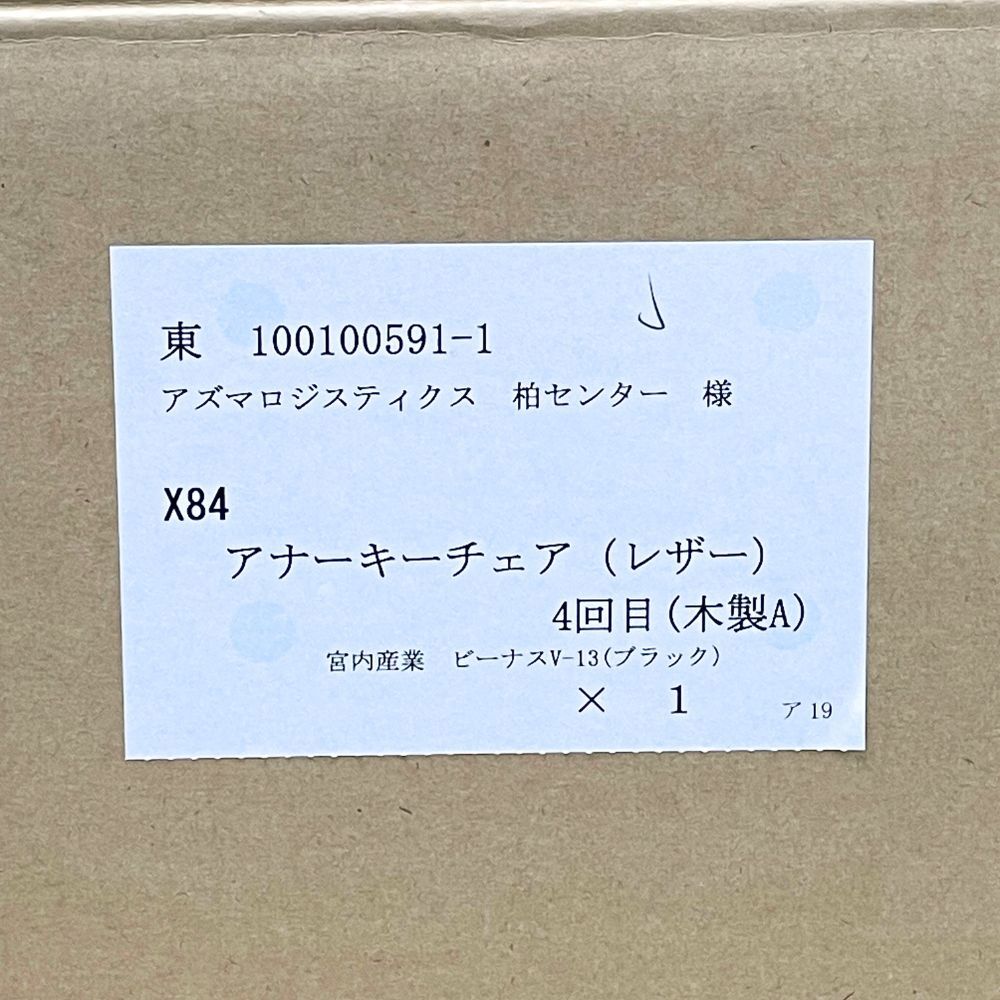 東　100100591-1
アズマロジスティクス　柏センター　様
X84
アナーキーチェア（レザー）
4回目(木製A)
宮内産業　ビーナスV-13(ブラック)
×　1
ア19